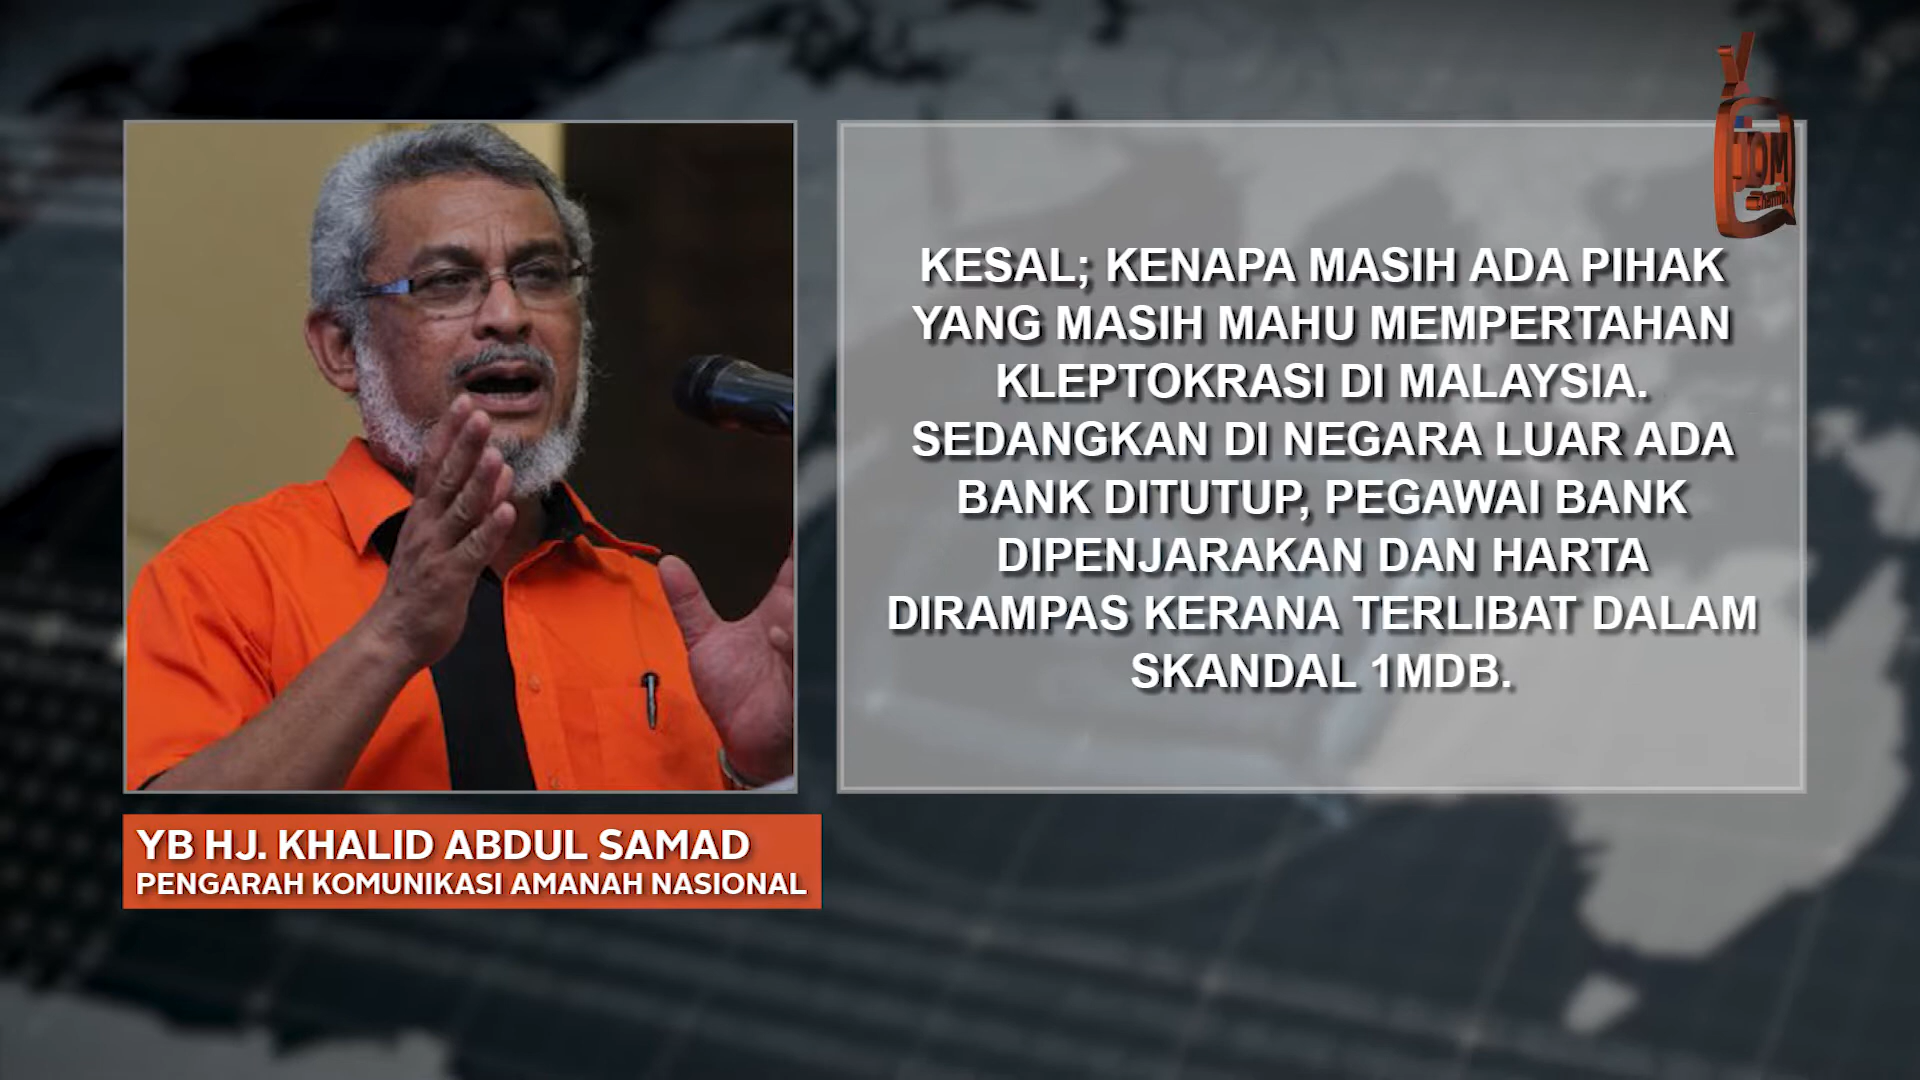 JDM
Channel
KESAL; KENAPA MASIH ADA PIHAK
YANG MASIH MAHU MEMPERTAHAN
KLEPTOKRASI DI MALAYSIA.
SEDANGKAN DI NEGARA LUAR ADA
BANK DITUTUP, PEGAWAI BANK
DIPENJARAKAN DAN HARTA
DIRAMPAS KERANA TERLIBAT DALAM
SKANDAL 1MDB.
YB HJ. KHALID ABDUL SAMAD
PENGARAH KOMUNIKASI AMANAH NASIONAL